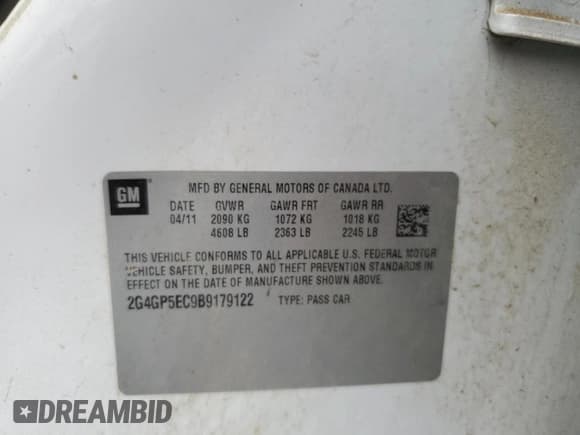 GM
MFD BY GENERAL MOTORS OF CANADA LTD.
DATE GVWR GAWR FRT GAWR RR
04/11 2090 KG 1072 KG 1018 KG
4608 LB 2363 LB 2245 LB
THIS VEHICLE CONFORMS TO ALL APPLICABLE U.S. FEDERAL MOTOR
VEHICLE SAFETY, BUMPER, AND THEFT PREVENTION STANDARDS IN
EFFECT ON THE DATE OF MANUFACTURE SHOWN ABOVE.
2G4GP5EC9B9179122 TYPE: PASS CAR
DREAMBID